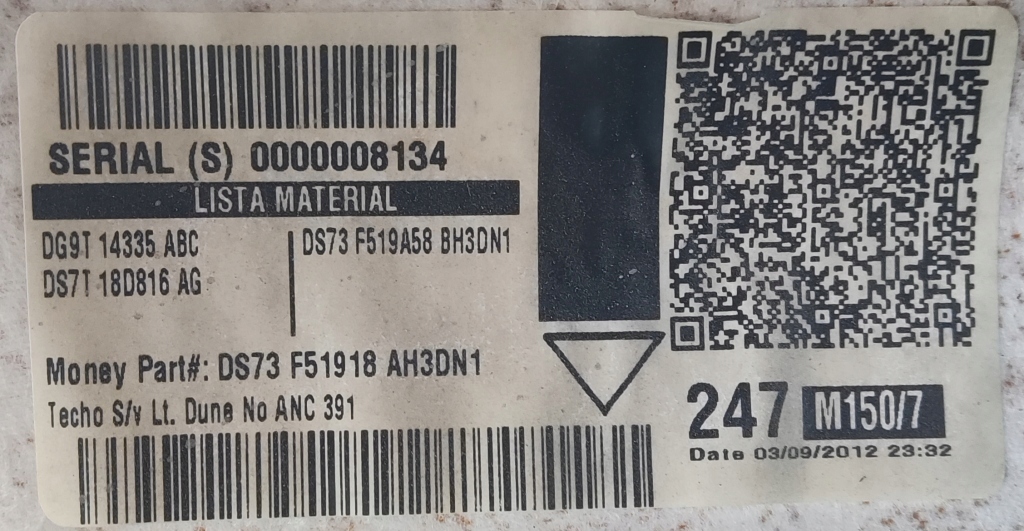 SERIAL (S) 0000008134
LISTA MATERIAL
DG9T 14335 ABC
DS7T 18D816 AG
DS73 F519A58 BH3DN1
Money Part#: DS73 F51918 AH3DN1
Techo S/v Lt. Dune No ANC 391
247 M150/7
Date 03/09/2012 23:32